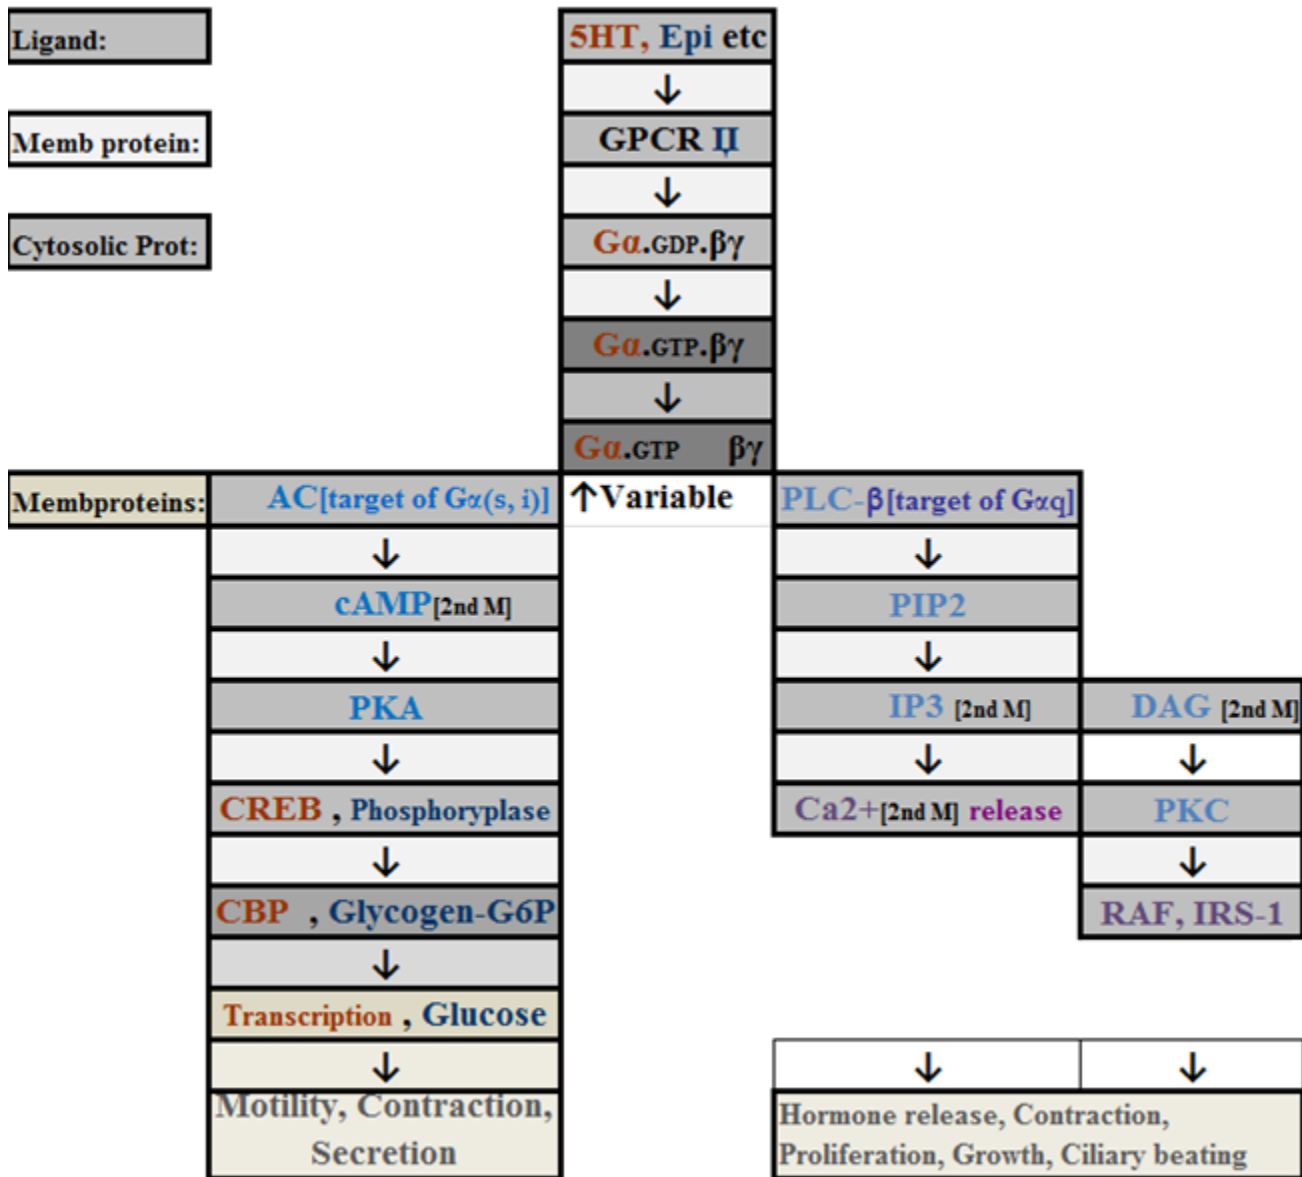 Ligand: 5HT, Epi etc
↓
Memb protein: GPCR Џ
↓
Cytosolic Prot: Gα.GDP.βγ
↓
Gα.GTP.βγ
↓
Gα.GTP βγ
Membproteins: AC[target of Gα(s, i)] ↑Variable PLC-β[target of Gαq]
↓ ↓
cAMP[2nd M] PIP2
↓ ↓
PKA IP3 [2nd M] DAG [2nd M]
↓ ↓ ↓
CREB , Phosphoryplase Ca2+[2nd M] release PKC
↓ ↓
CBP , Glycogen-G6P RAF, IRS-1
↓
Transcription , Glucose
↓ ↓ ↓
Motility, Contraction,
Secretion
Hormone release, Contraction,
Proliferation, Growth, Ciliary beating